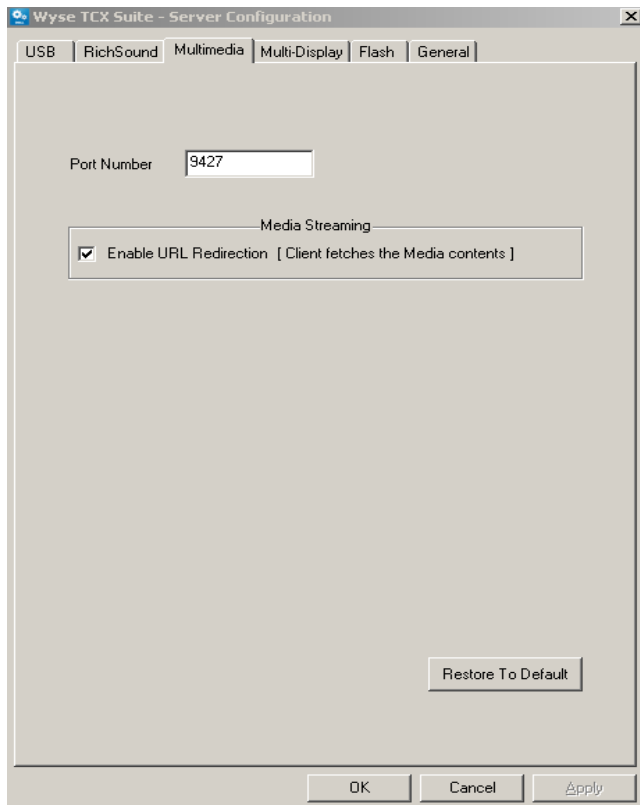 Wyse TCX Suite - Server Configuration
USB RichSound Multimedia Multi-Display Flash General
Port Number 9427
Media Streaming
Enable URL Redirection [ Client fetches the Media contents ]
Restore To Default
OK Cancel Apply